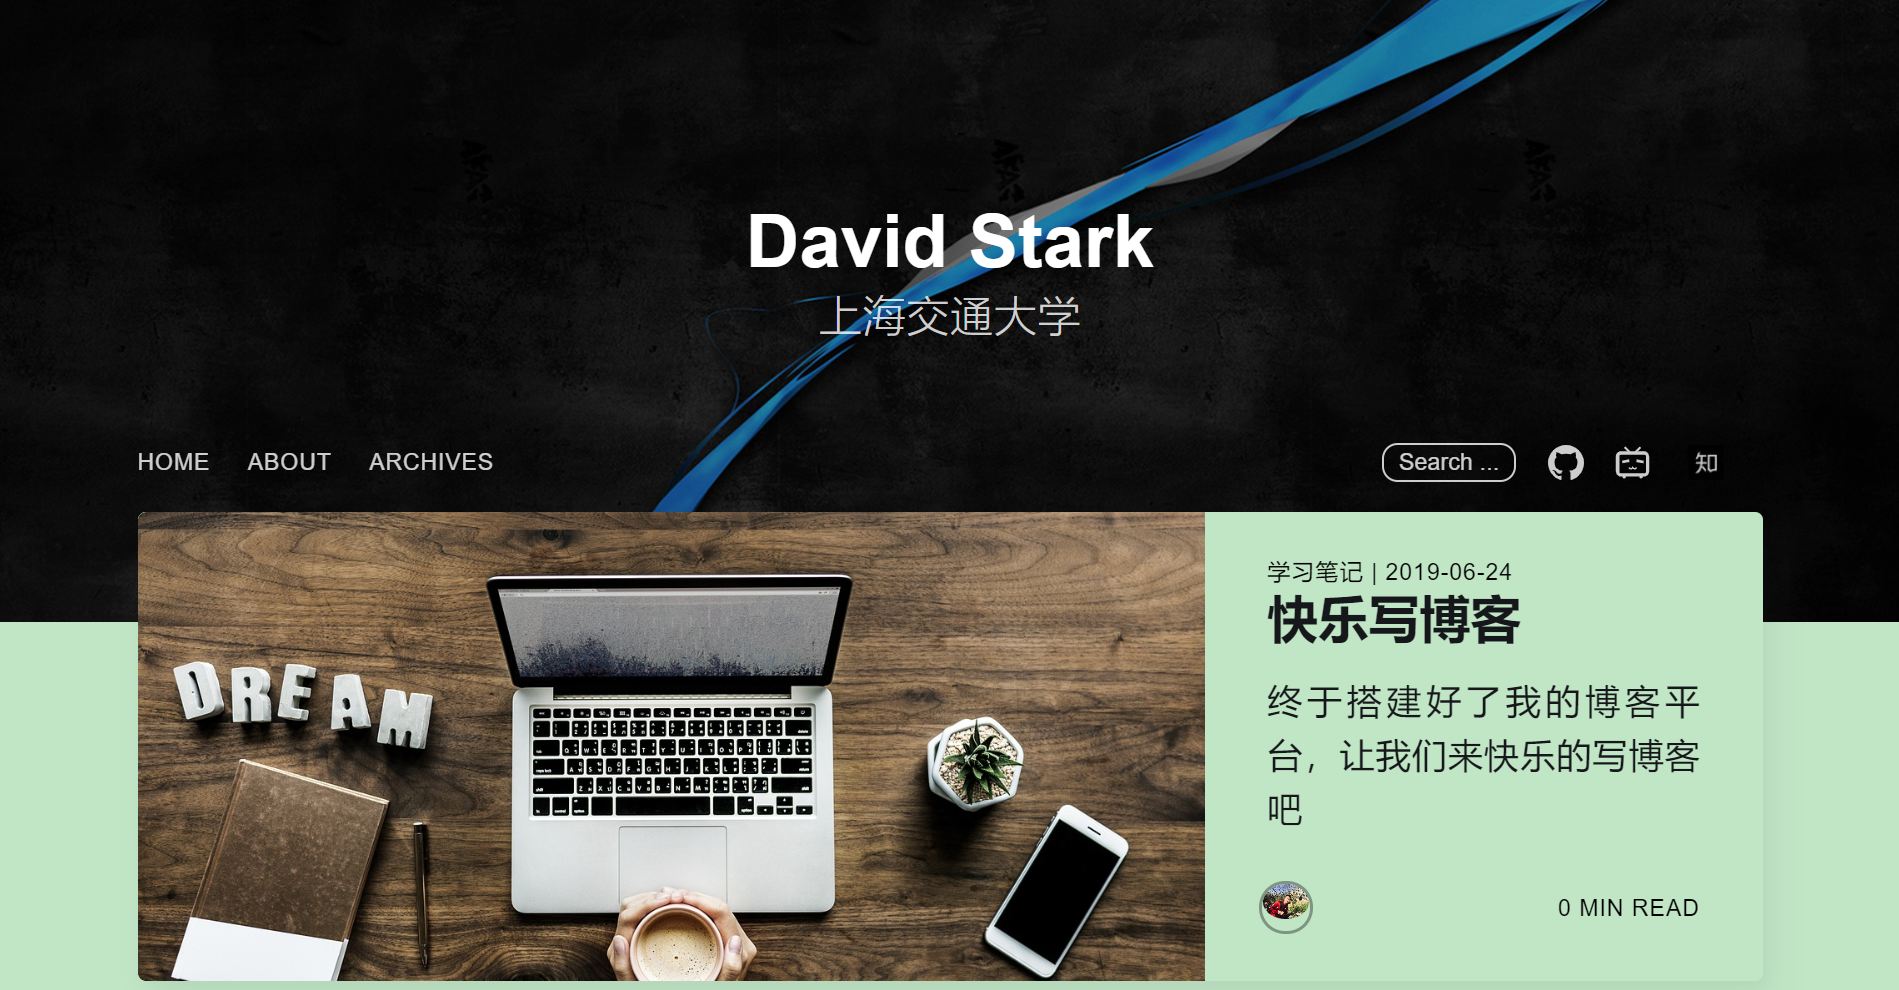 David Stark
上海交通大学
HOME ABOUT ARCHIVES Search ... 知
学习笔记 | 2019-06-24
快乐写博客
DREAM
终于搭建好了我的博客平
台，让我们来快乐的写博客
吧
0 MIN READ